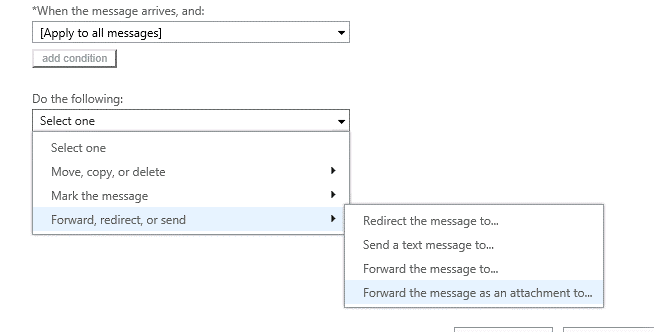 *When the message arrives, and:
[Apply to all messages]
add condition
Do the following:
Select one
Select one
Move, copy, or delete
Mark the message
Forward, redirect, or send
Redirect the message to...
Send a text message to...
Forward the message to...
Forward the message as an attachment to...